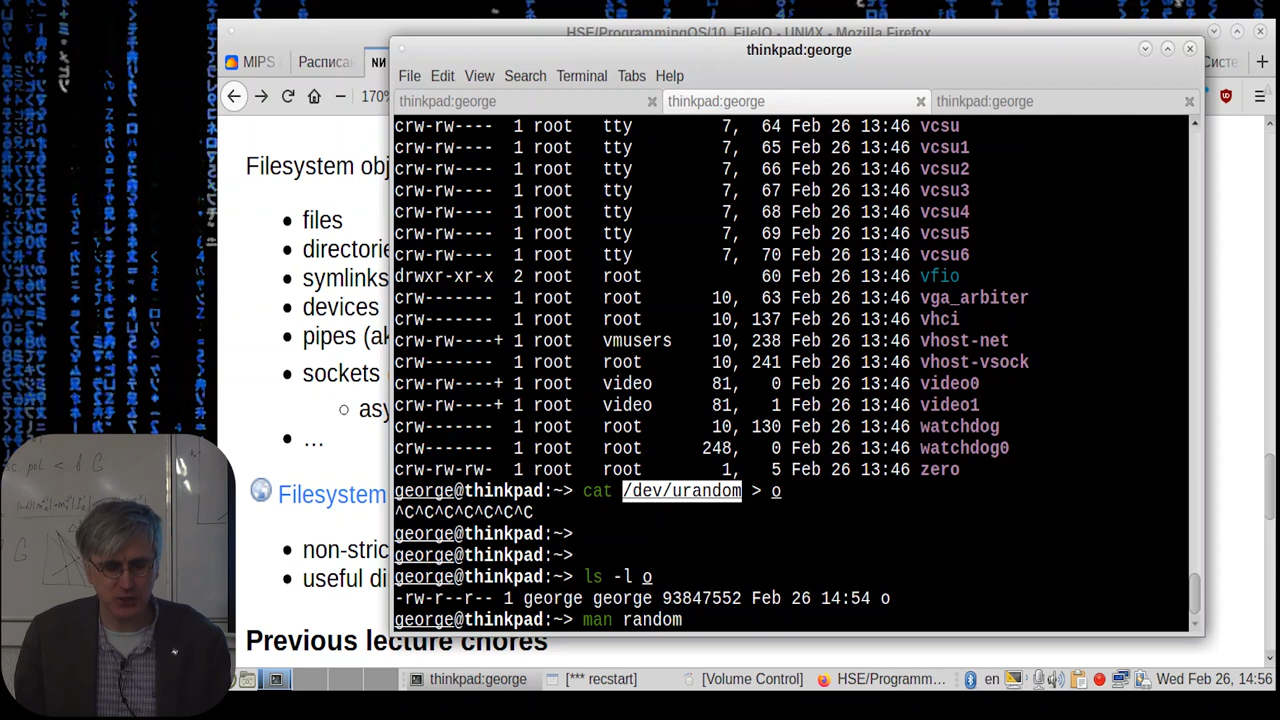 HSE/ProgrammingOS/10_FileIO - UNИX - Mozilla Firefox
thinkpad:george
MIPS
Расписан
NИ
Систе
File Edit View Search Terminal Tabs Help
170%
thinkpad:george
thinkpad:george
thinkpad:george
crw-rw---- 1 root tty 7, 64 Feb 26 13:46 vcsu
crw-rw---- 1 root tty 7, 65 Feb 26 13:46 vcsu1
crw-rw---- 1 root tty 7, 66 Feb 26 13:46 vcsu2
crw-rw---- 1 root tty 7, 67 Feb 26 13:46 vcsu3
crw-rw---- 1 root tty 7, 68 Feb 26 13:46 vcsu4
crw-rw---- 1 root tty 7, 69 Feb 26 13:46 vcsu5
crw-rw---- 1 root tty 7, 70 Feb 26 13:46 vcsu6
drwxr-xr-x 2 root root 60 Feb 26 13:46 vfio
crw------- 1 root root 10, 63 Feb 26 13:46 vga_arbiter
crw------- 1 root root 10, 137 Feb 26 13:46 vhci
crw-rw----+ 1 root vmusers 10, 238 Feb 26 13:46 vhost-net
crw------- 1 root root 10, 241 Feb 26 13:46 vhost-vsock
crw-rw----+ 1 root video 81, 0 Feb 26 13:46 video0
crw-rw----+ 1 root video 81, 1 Feb 26 13:46 video1
crw------- 1 root root 10, 130 Feb 26 13:46 watchdog
crw------- 1 root root 248, 0 Feb 26 13:46 watchdog0
crw-rw-rw- 1 root root 1, 5 Feb 26 13:46 zero
george@thinkpad:~> cat /dev/urandom > o
^C^C^C^C^C^C^C
george@thinkpad:~>
george@thinkpad:~>
george@thinkpad:~> ls -l o
-rw-r--r-- 1 george george 93847552 Feb 26 14:54 o
george@thinkpad:~> man random
Filesystem obj
• files
• directorie
• symlinks
• devices
• pipes (ak
• sockets
○ asy
• …
Filesystem
• non-stric
• useful di
Previous lecture chores
thinkpad:george
[*** recstart]
[Volume Control]
HSE/Programm...
en
Wed Feb 26, 14:56